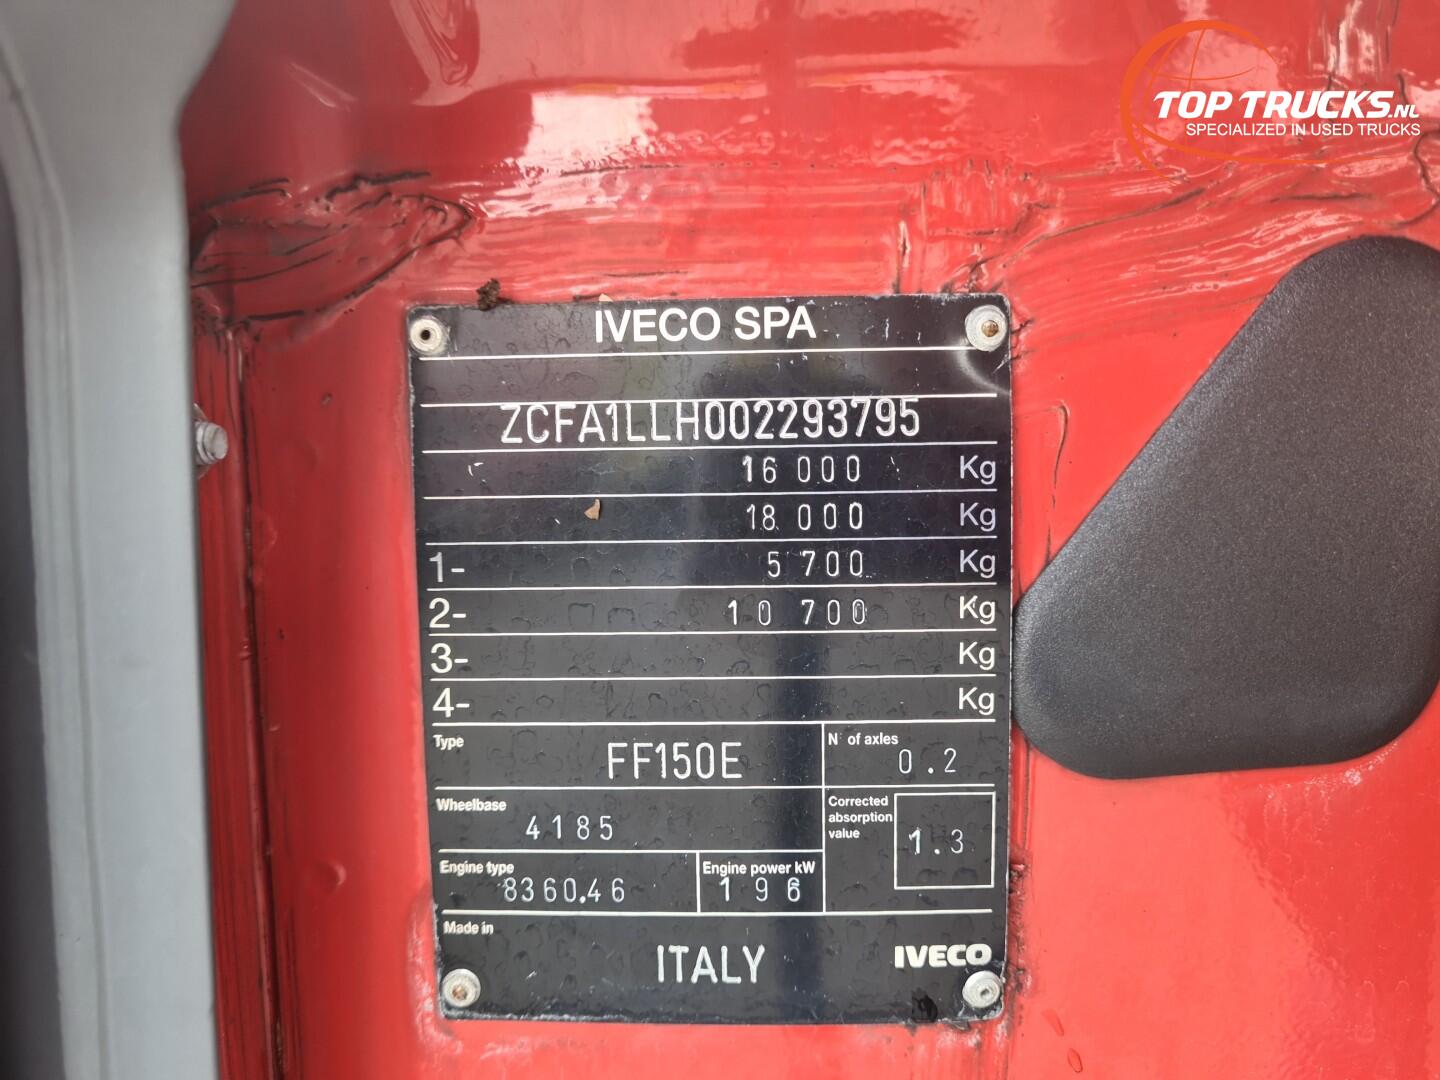 TOP TRUCKS.NL
SPECIALIZED IN USED TRUCKS
IVECO SPA
ZCFA1LLH002293795
16 000 Kg
18 000 Kg
1- 5 700 Kg
2- 10 700 Kg
3- Kg
4- Kg
Type FF150E N° of axles 0.2
Wheelbase 4185
Corrected
absorption
value 1.3
Engine type 8360.46 Engine power kW 196
Made in ITALY IVECO